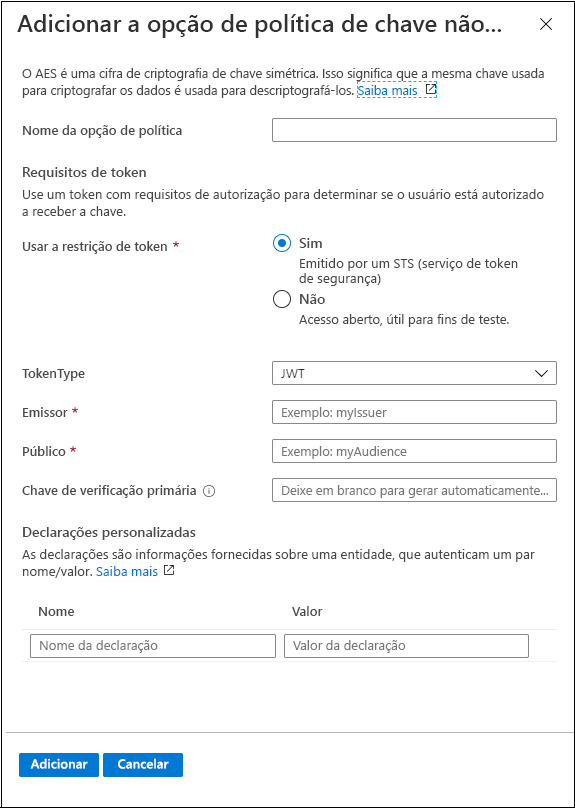 Adicionar a opção de política de chave não...
O AES é uma cifra de criptografia de chave simétrica. Isso significa que a mesma chave usada
para criptografar os dados é usada para descriptografá-los. Saiba mais
Nome da opção de política
Requisitos de token
Use um token com requisitos de autorização para determinar se o usuário está autorizado
a receber a chave.
Usar a restrição de token *
Sim
Emitido por um STS (serviço de token
de segurança)
Não
Acesso aberto, útil para fins de teste.
TokenType
JWT
Emissor *
Exemplo: myIssuer
Público *
Exemplo: myAudience
Chave de verificação primária
Deixe em branco para gerar automaticamente...
Declarações personalizadas
As declarações são informações fornecidas sobre uma entidade, que autenticam um par
nome/valor. Saiba mais
Nome Valor
Nome da declaração Valor da declaração
Adicionar Cancelar